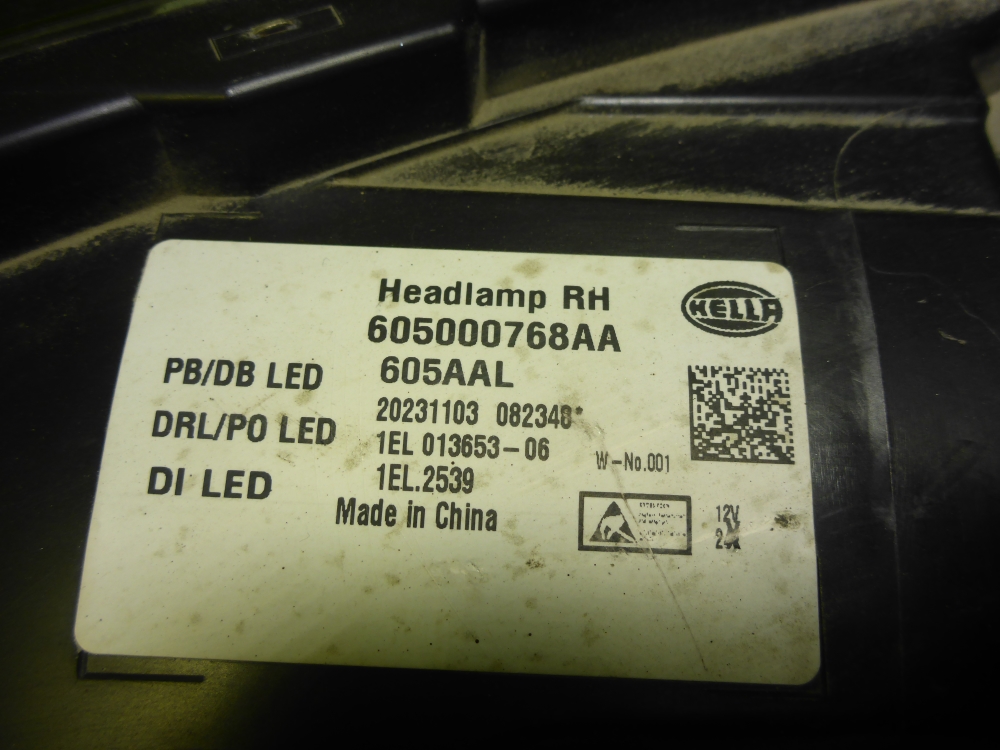 Headlamp RH
HELLA
605000768AA
PB/DB LED
605AAL
20231103 082348*
DRL/PO LED
1EL 013653-06
W-No.001
DI LED
1EL.2539
Made in China
12V